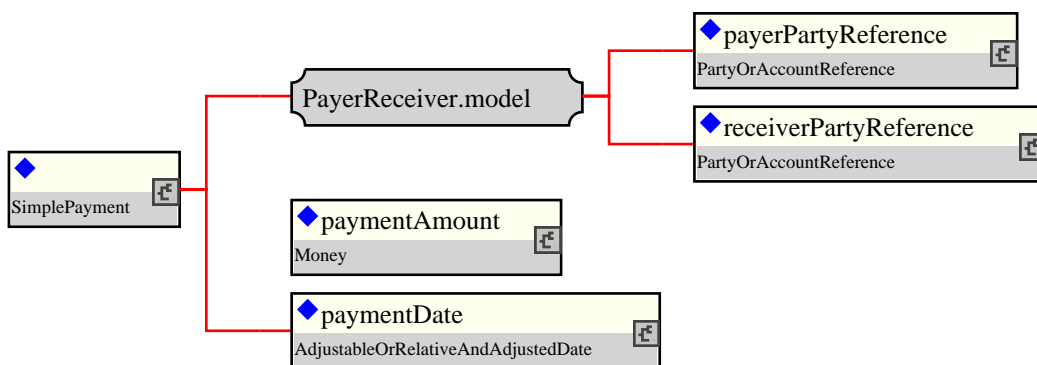 payerPartyReference
PartyOrAccountReference
PayerReceiver.model
receiverPartyReference
PartyOrAccountReference
SimplePayment
paymentAmount
Money
paymentDate
AdjustableOrRelativeAndAdjustedDate